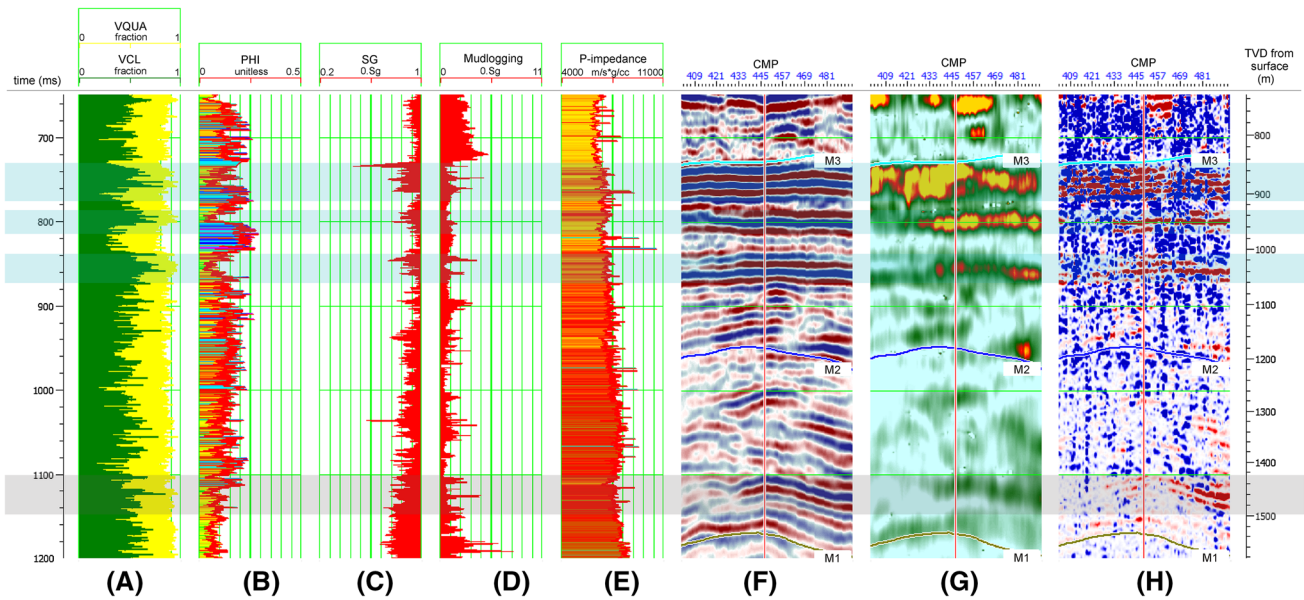 VQUA
0 fraction 1
VCL
0 fraction 1
PHI
0 unitless 0.5
SG
0.2 0.Sg 1
Mudlogging
0 0.Sg 11
P-impedance
4000 m/s*g/cc 11000
CMP
409 421 433 445 457 469 481
CMP
409 421 433 445 457 469 481
CMP
409 421 433 445 457 469 481
TVD from
surface
(m)
time (ms)
700
800
900
1000
1100
1200
M3
M2
M1
M3
M2
M1
M3
M2
M1
800
900
1000
1100
1200
1300
1400
1500
(A) (B) (C) (D) (E) (F) (G) (H)